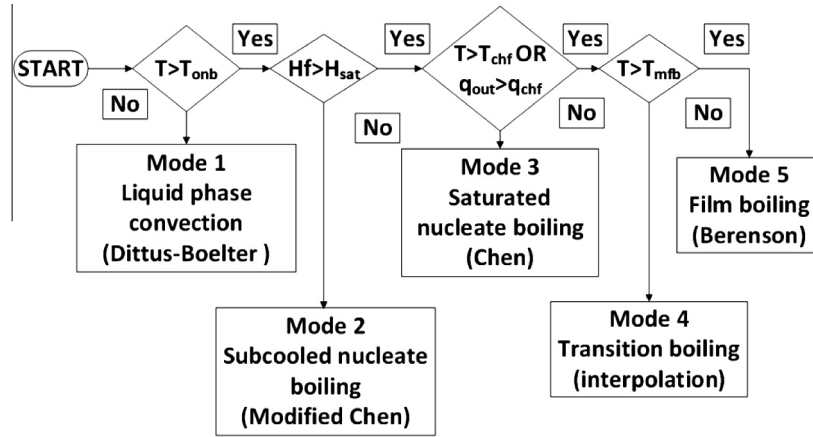 START
T>Tonb
Yes
Hf>Hsat
Yes
T>Tchf OR
qout>qchf
Yes
T>Tmfb
Yes
No
No
No
No
Mode 1
Liquid phase
convection
(Dittus-Boelter )
Mode 2
Subcooled nucleate
boiling
(Modified Chen)
Mode 3
Saturated
nucleate boiling
(Chen)
Mode 4
Transition boiling
(interpolation)
Mode 5
Film boiling
(Berenson)